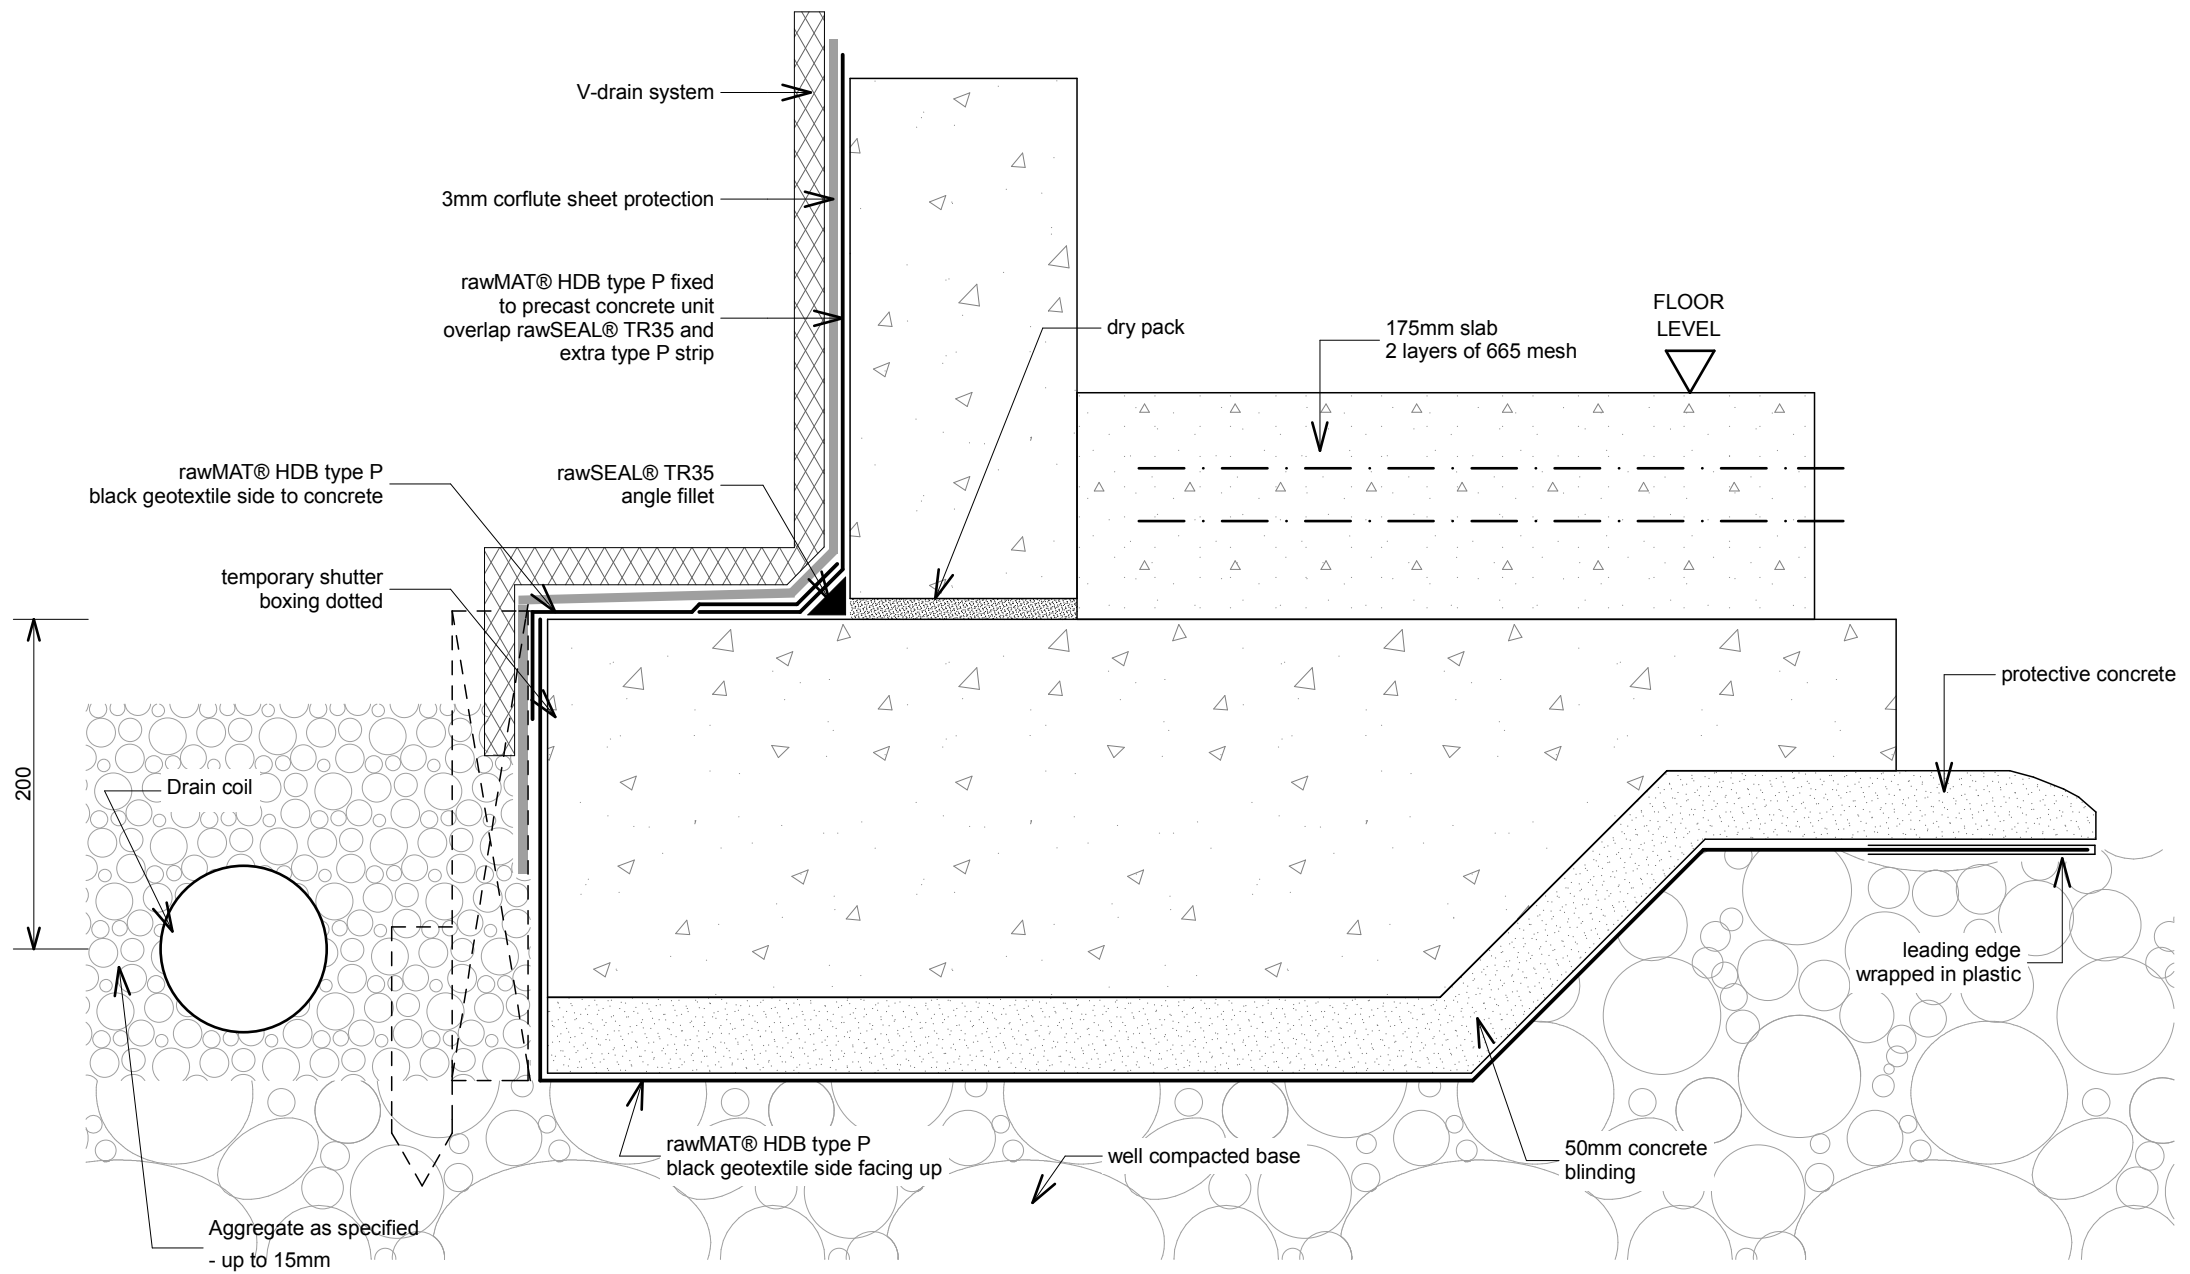 V-drain system
3mm corflute sheet protection
rawMAT® HDB type P fixed
to precast concrete unit
overlap rawSEAL® TR35 and
extra type P strip
dry pack
175mm slab
2 layers of 665 mesh
FLOOR
LEVEL
rawMAT® HDB type P
black geotextile side to concrete
rawSEAL® TR35
angle fillet
temporary shutter
boxing dotted
protective concrete
200
Drain coil
leading edge
wrapped in plastic
rawMAT® HDB type P
black geotextile side facing up
well compacted base
50mm concrete
blinding
Aggregate as specified
- up to 15mm